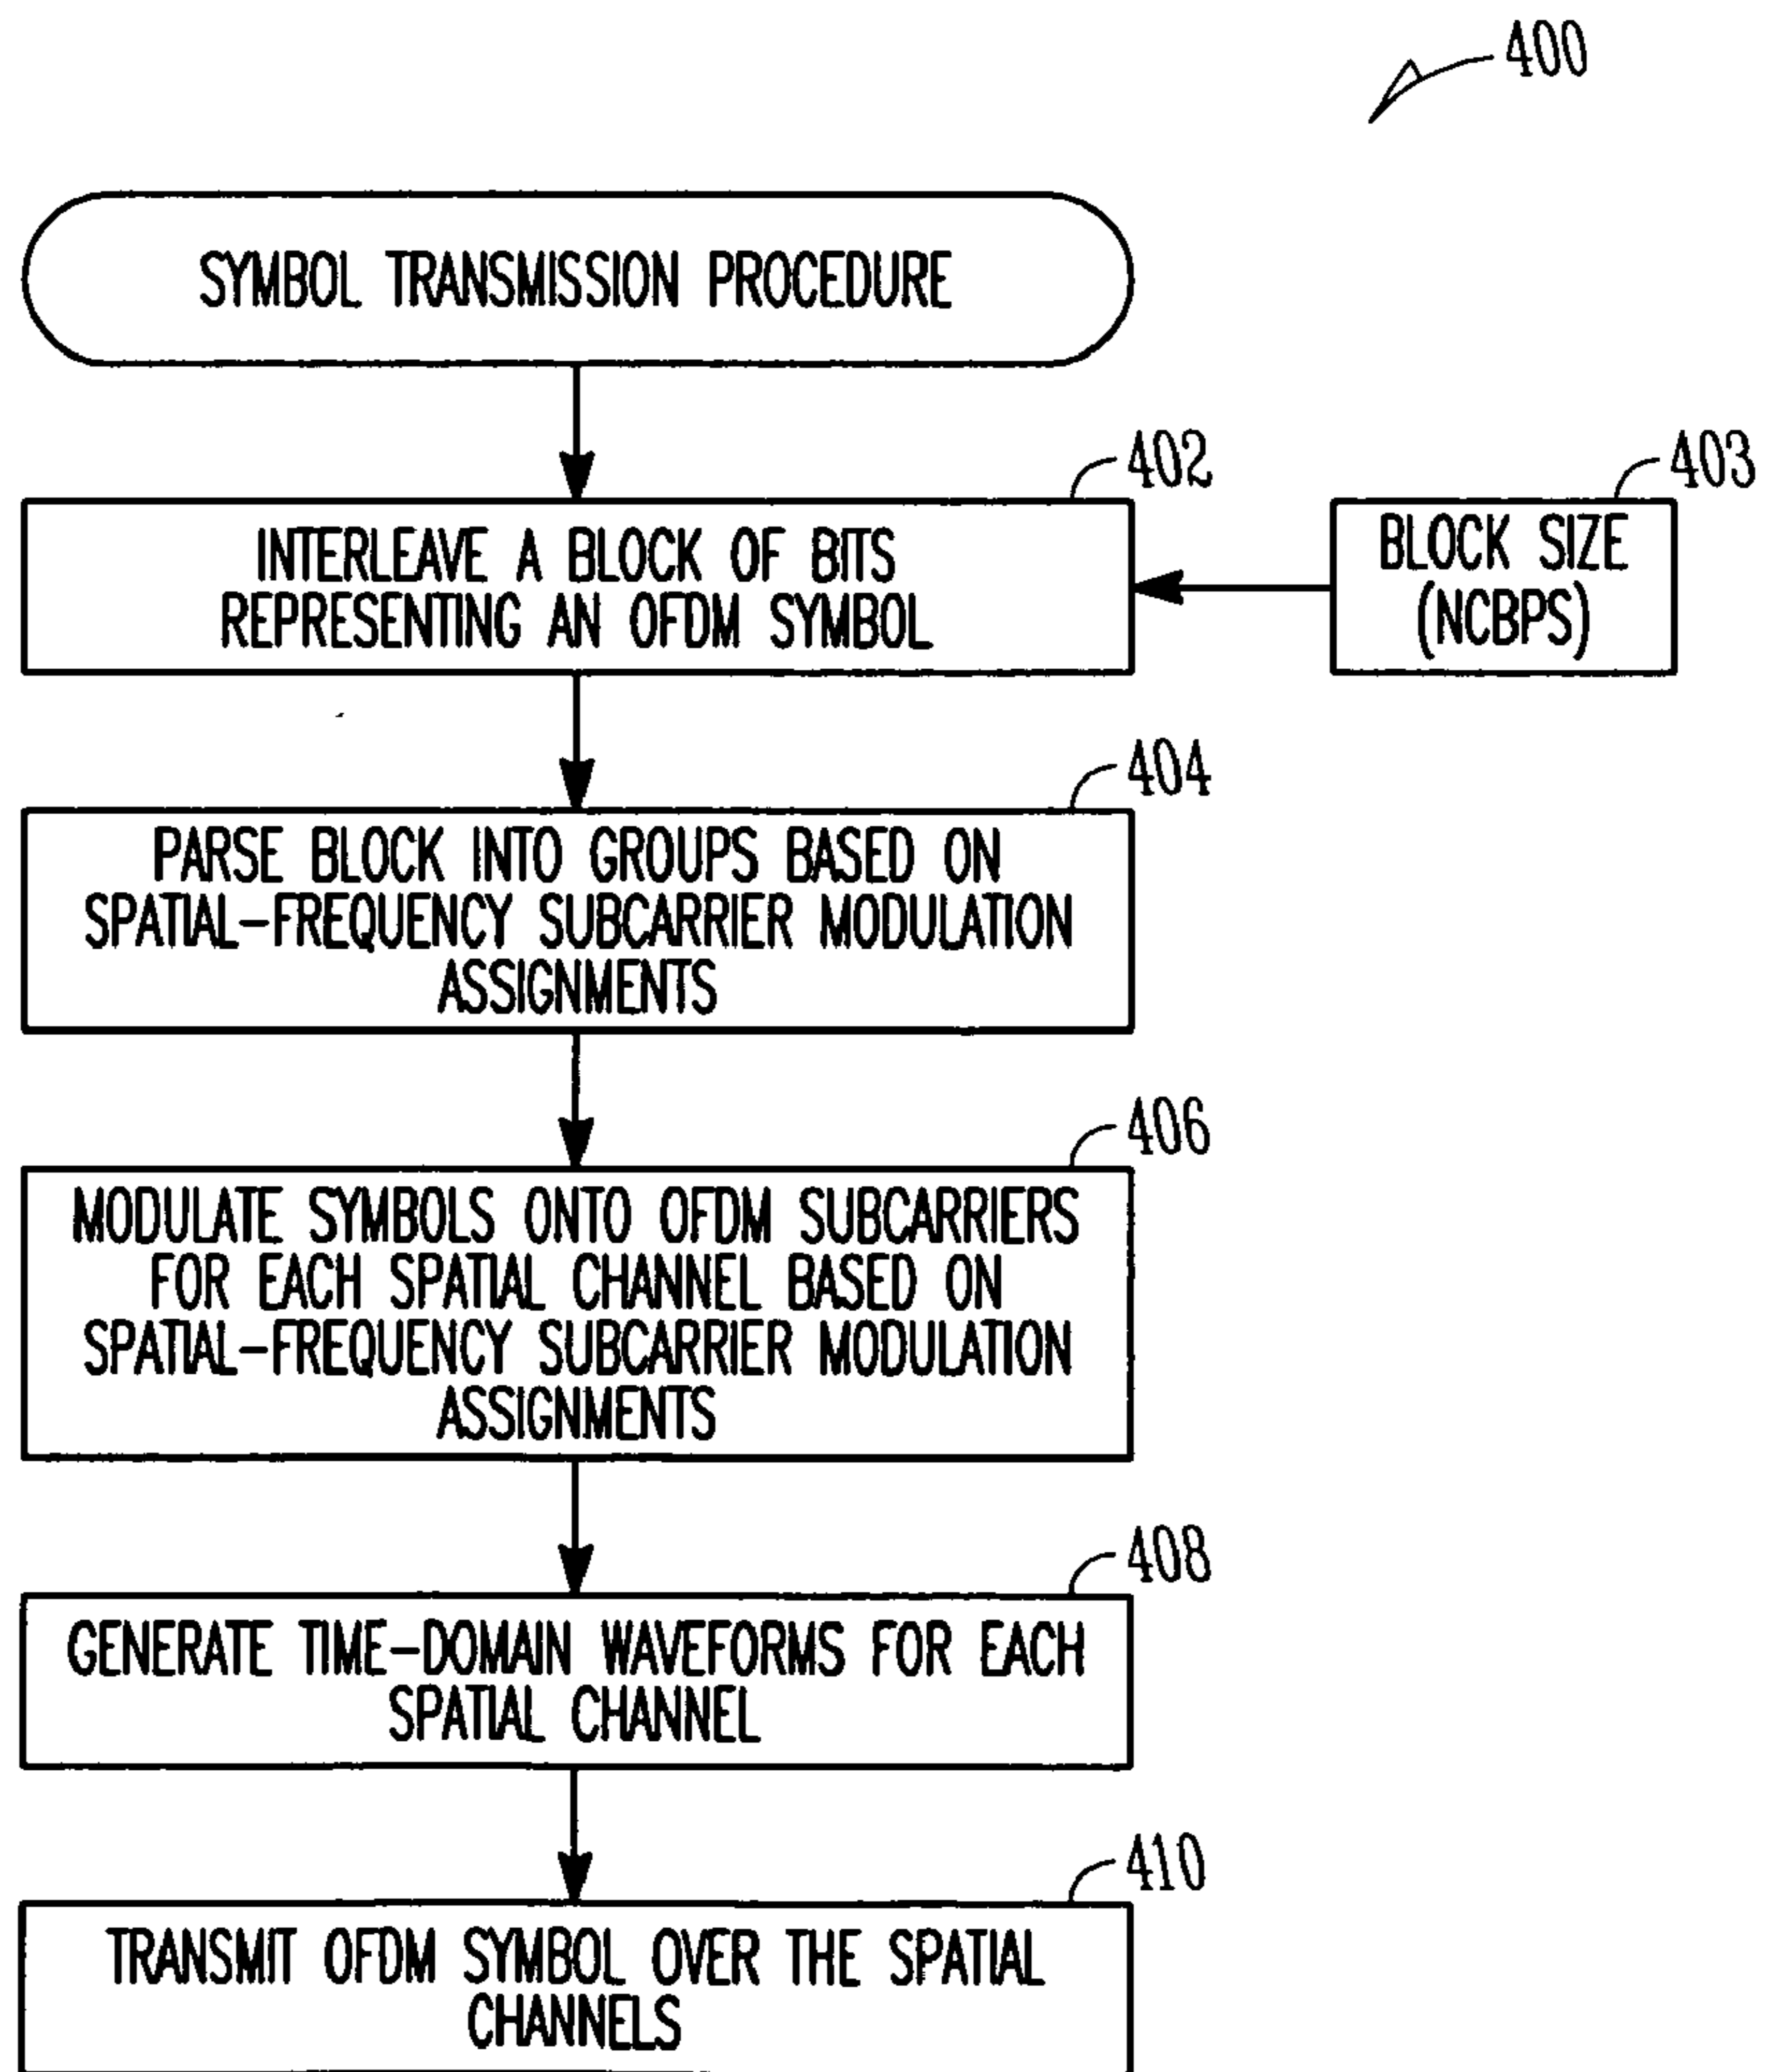 400
SYMBOL TRANSMISSION PROCEDURE
402
403
INTERLEAVE A BLOCK OF BITS
REPRESENTING AN OFDM SYMBOL
BLOCK SIZE
(NCBPS)
404
PARSE BLOCK INTO GROUPS BASED ON
SPATIAL-FREQUENCY SUBCARRIER MODULATION
ASSIGNMENTS
406
MODULATE SYMBOLS ONTO OFDM SUBCARRIERS
FOR EACH SPATIAL CHANNEL BASED ON
SPATIAL-FREQUENCY SUBCARRIER MODULATION
ASSIGNMENTS
408
GENERATE TIME-DOMAIN WAVEFORMS FOR EACH
SPATIAL CHANNEL
410
TRANSMIT OFDM SYMBOL OVER THE SPATIAL
CHANNELS